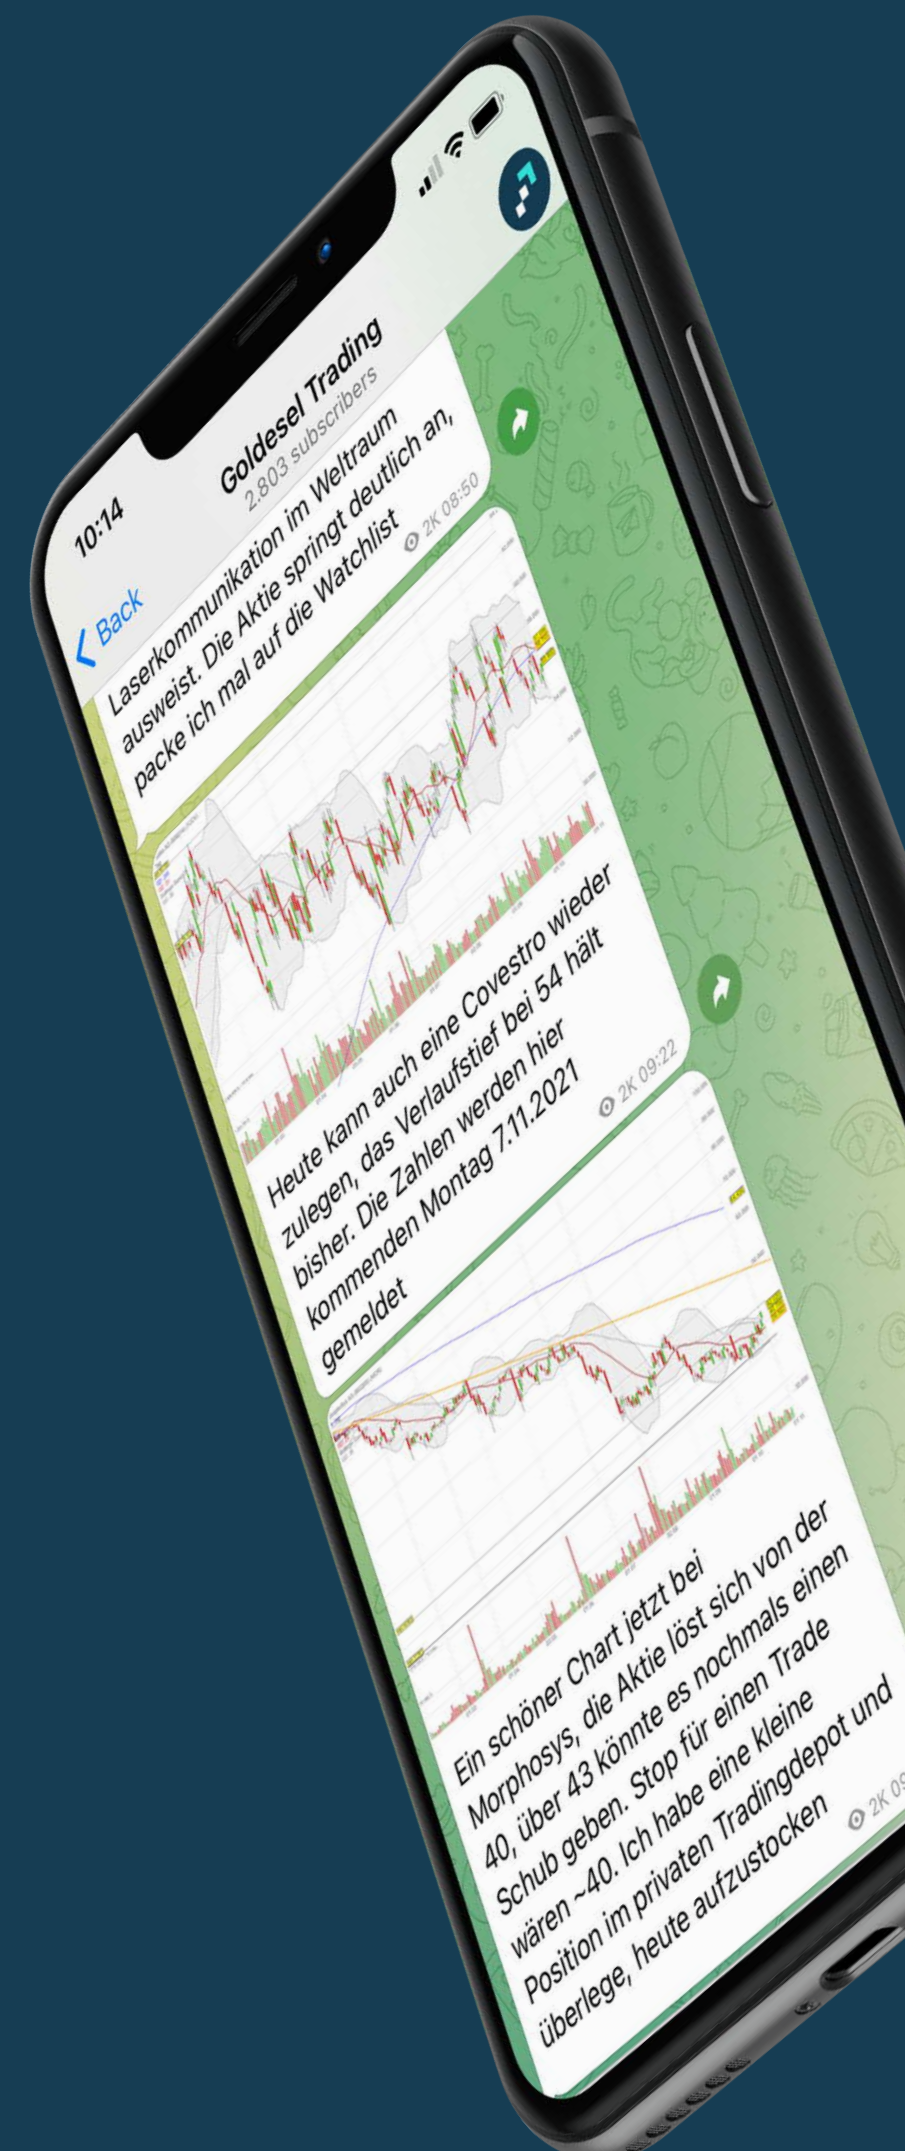 10:14
Back
Goldesel Trading
2.803 subscribers
Laserkommunikation im Weltraum
ausweist. Die Aktie springt deutlich an,
packe ich mal auf die Watchlist
2K 08:50
Heute kann auch eine Covestro wieder
zulegen, das Verlaufstief bei 54 hält
bisher. Die Zahlen werden hier
kommenden Montag 7.11.2021
gemeldet
2K 09:22
Ein schöner Chart jetzt bei
Morphosys, die Aktie löst sich von der
40, über 43 könnte es nochmals einen
Schub geben. Stop für einen Trade
wären ~40. Ich habe eine kleine
Position im privaten Tradingdepot und
überlege, heute aufzustocken
2K 09